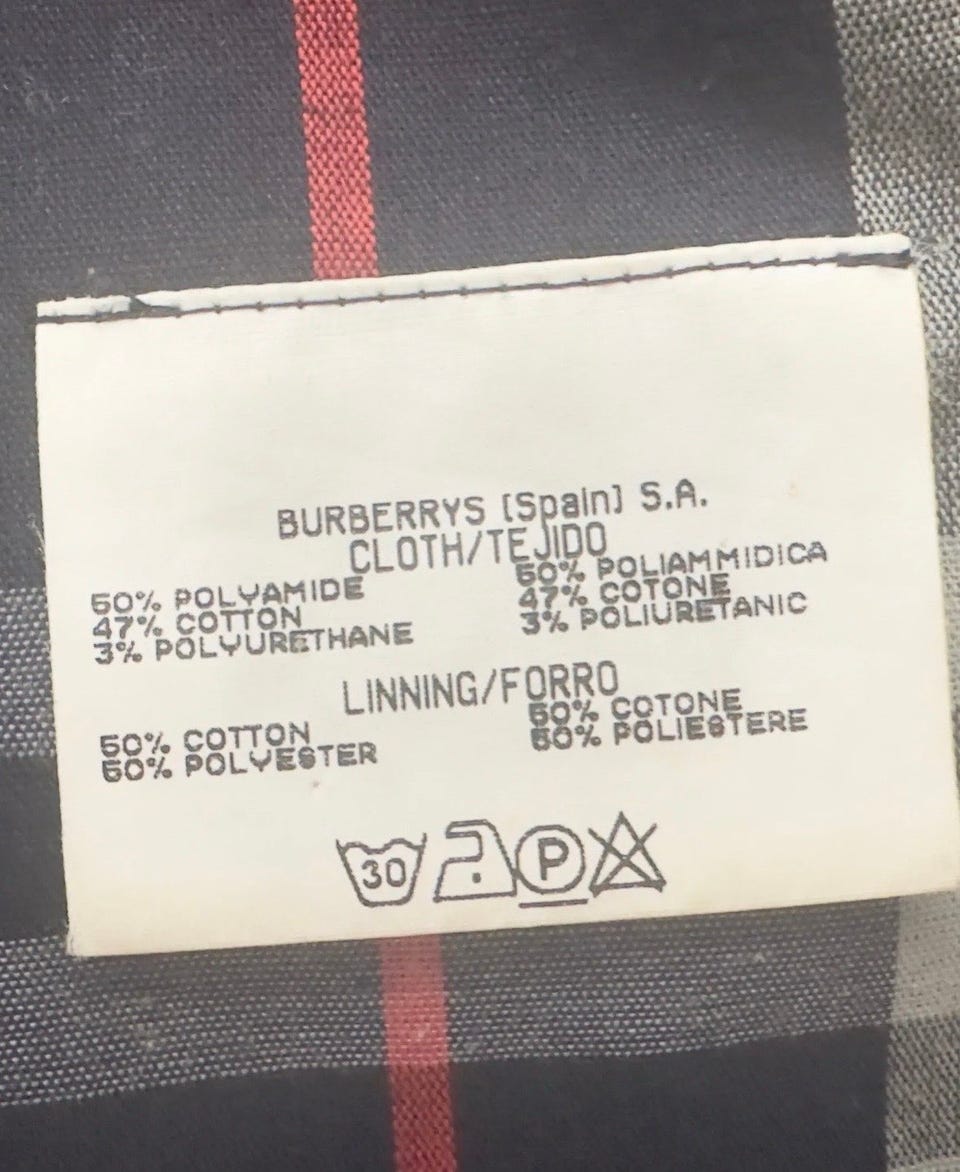 BURBERRYS [Spain] S.A.
CLOTH/TEJIDO
50% POLYAMIDE
47% COTTON
3% POLYURETHANE
50% POLIAMMIDICA
47% COTONE
3% POLIURETANIC
LINNING/FORRO
50% COTTON
50% POLYESTER
50% COTONE
50% POLIESTERE
30 P